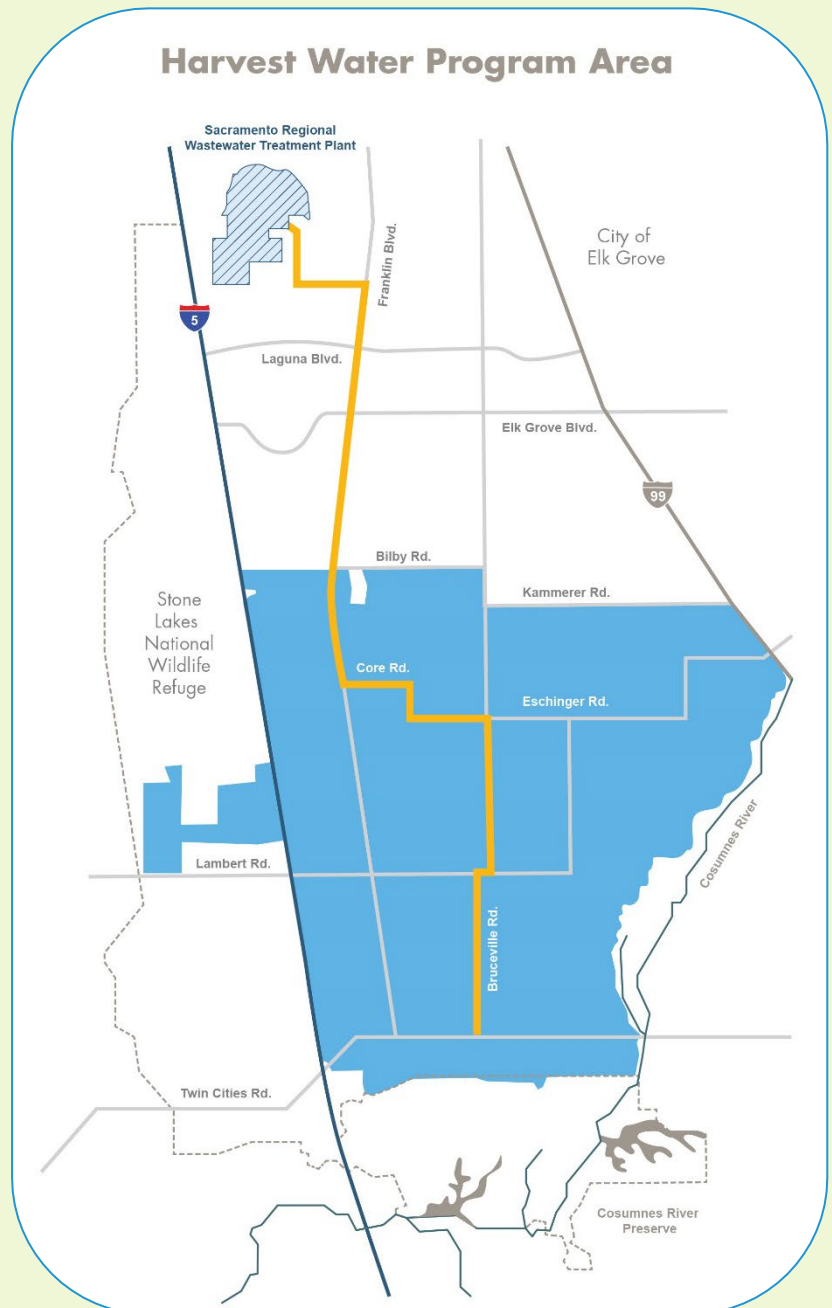 Harvest Water Program Area
Sacramento Regional
Wastewater Treatment Plant
Franklin Blvd.
City of
Elk Grove
5
Laguna Blvd.
Elk Grove Blvd.
99
Bilby Rd.
Kammerer Rd.
Stone
Lakes
National
Wildlife
Refuge
Core Rd.
Eschinger Rd.
Cosumnes River
Lambert Rd.
Bruceville Rd.
Twin Cities Rd.
Cosumnes River
Preserve